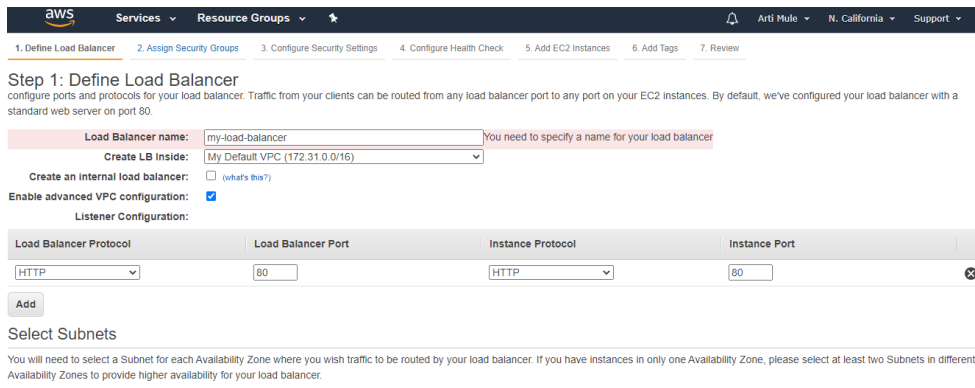 aws Services Resource Groups Arti Mule N. California Support
1. Define Load Balancer 2. Assign Security Groups 3. Configure Security Settings 4. Configure Health Check 5. Add EC2 Instances 6. Add Tags 7. Review
Step 1: Define Load Balancer
configure ports and protocols for your load balancer. Traffic from your clients can be routed from any load balancer port to any port on your EC2 instances. By default, we've configured your load balancer with a
standard web server on port 80.
Load Balancer name: my-load-balancer You need to specify a name for your load balancer
Create LB Inside: My Default VPC (172.31.0.0/16)
Create an internal load balancer: (what's this?)
Enable advanced VPC configuration:
Listener Configuration:
Load Balancer Protocol Load Balancer Port Instance Protocol Instance Port
HTTP 80 HTTP 80
Add
Select Subnets
You will need to select a Subnet for each Availability Zone where you wish traffic to be routed by your load balancer. If you have instances in only one Availability Zone, please select at least two Subnets in different
Availability Zones to provide higher availability for your load balancer.